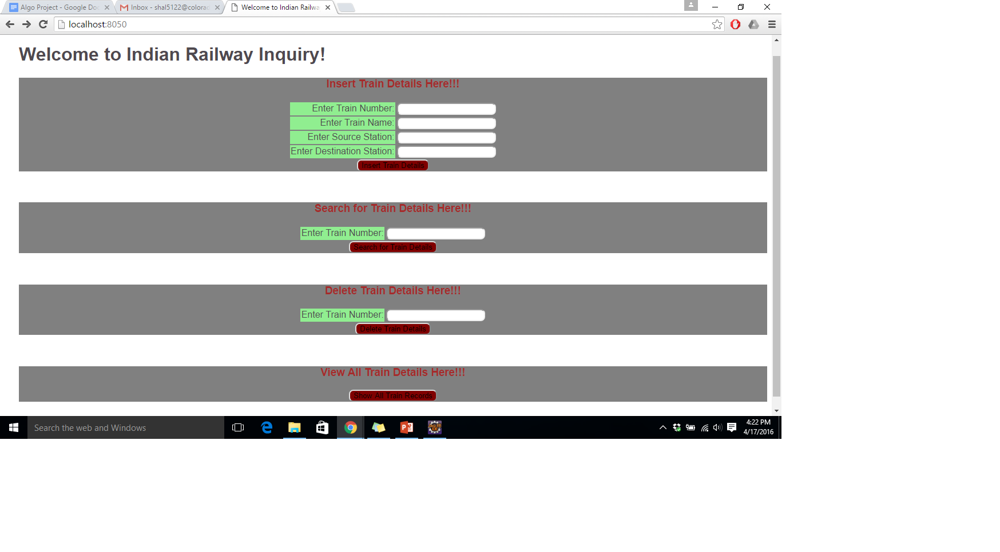 Algo Project - Google Doc
Inbox - shal5122@colorad
Welcome to Indian Railwa
localhost:8050
Welcome to Indian Railway Inquiry!
Insert Train Details Here!!!
Enter Train Number:
Enter Train Name:
Enter Source Station:
Enter Destination Station:
Insert Train Details
Search for Train Details Here!!!
Enter Train Number:
Search for Train Details
Delete Train Details Here!!!
Enter Train Number:
Delete Train Details
View All Train Details Here!!!
Show All Train Records
Search the web and Windows
4:22 PM
4/17/2016